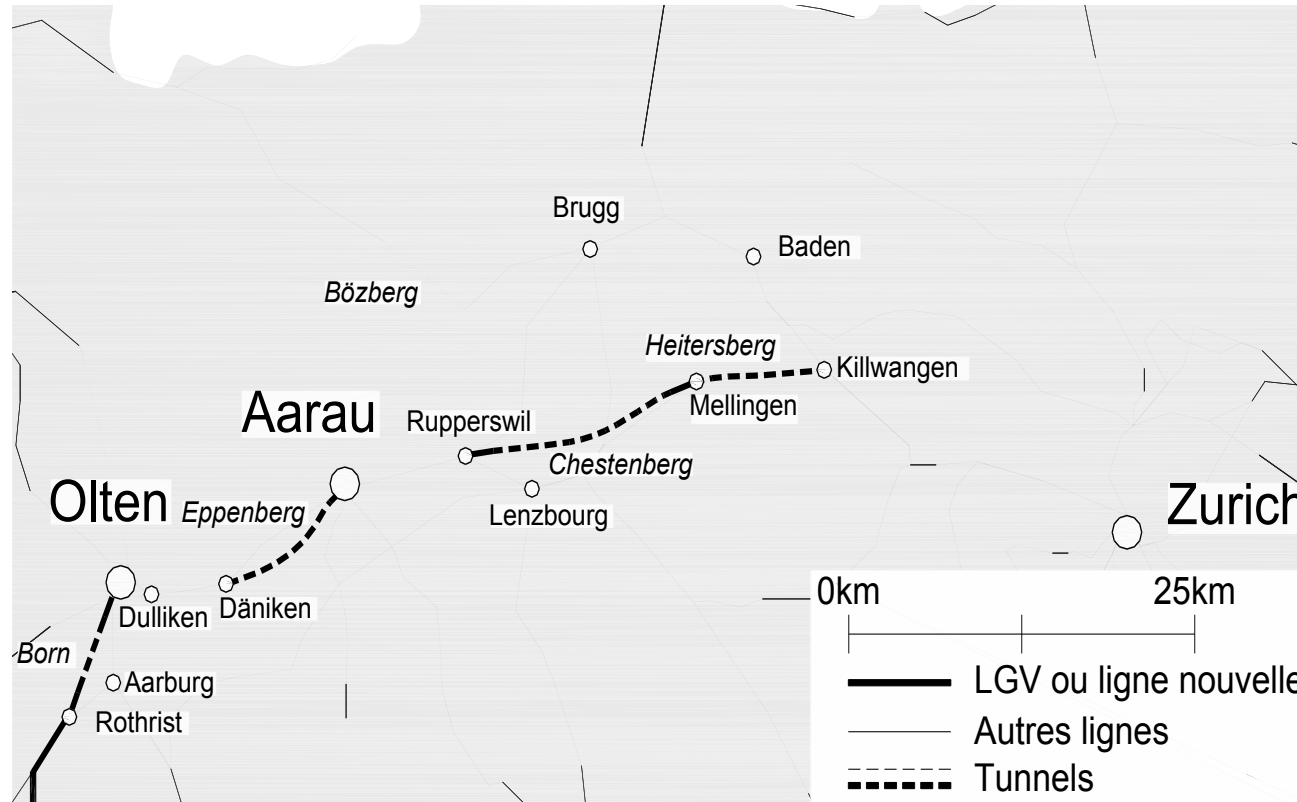 Brugg
Baden
Bözberg
Heitersberg
Killwangen
Mellingen
Aarau
Rupperswil
Chestenberg
Olten
Eppenberg
Lenzbourg
Zurich
Dulliken
Däniken
0km 25km
Born
Aarburg
Rothrist
LGV ou ligne nouvelle
Autres lignes
Tunnels